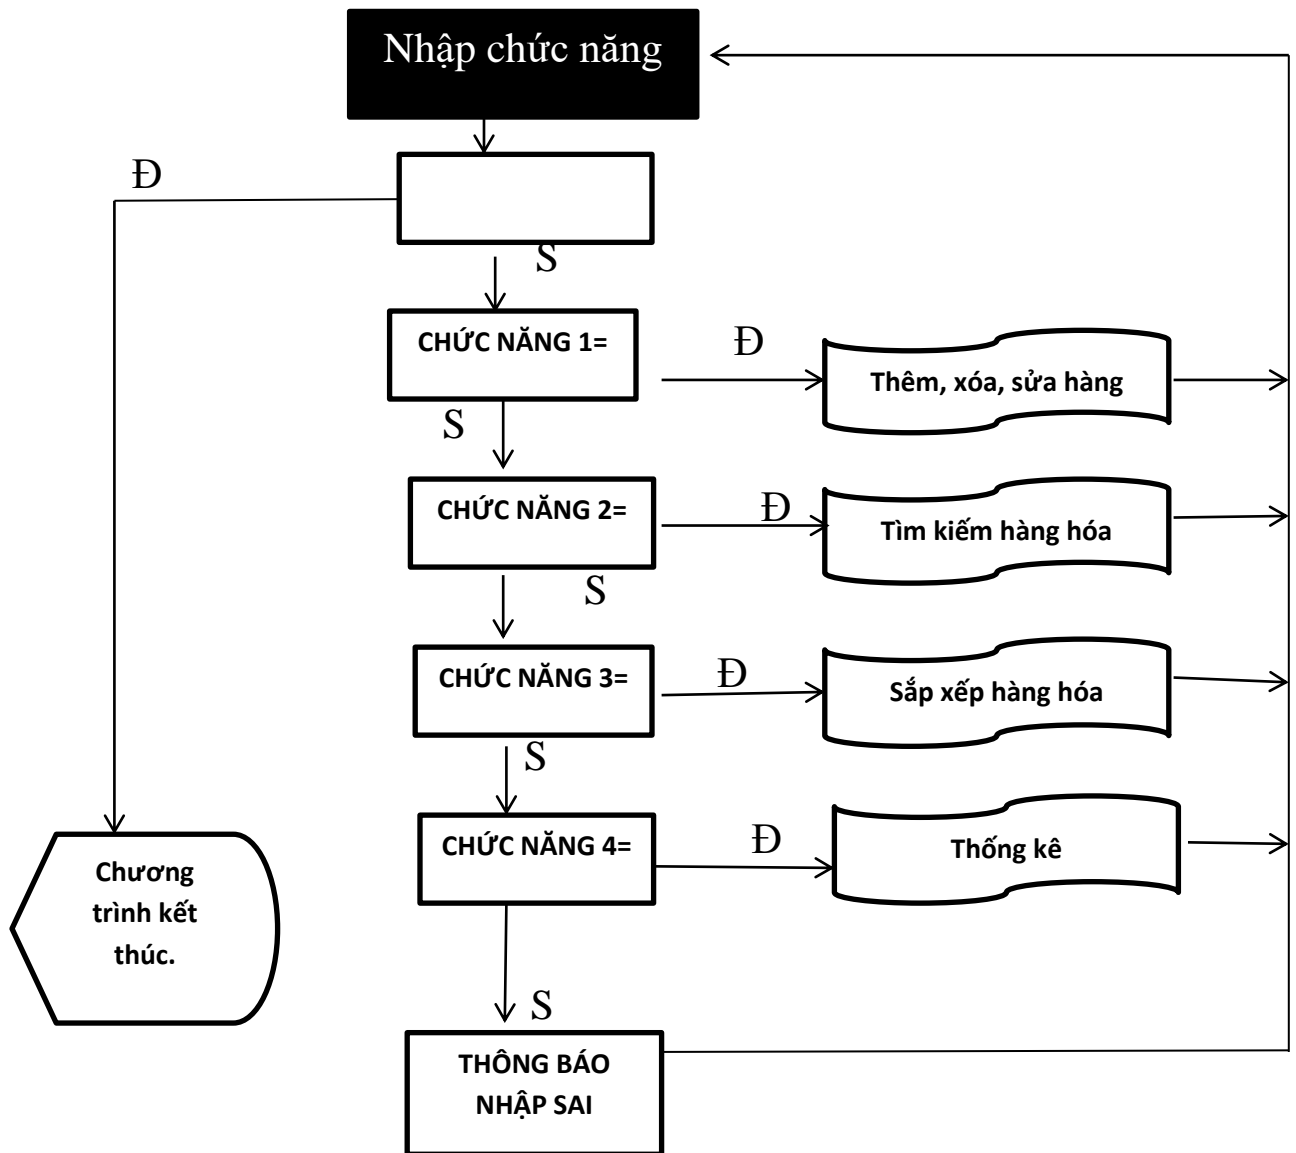 Nhập chức năng
Đ
S
CHỨC NĂNG 1=
Đ
Thêm, xóa, sửa hàng
S
CHỨC NĂNG 2=
Đ
Tìm kiếm hàng hóa
S
CHỨC NĂNG 3=
Đ
Sắp xếp hàng hóa
S
CHỨC NĂNG 4=
Đ
Thống kê
Chương
trình kết
thúc.
S
THÔNG BÁO
NHẬP SAI